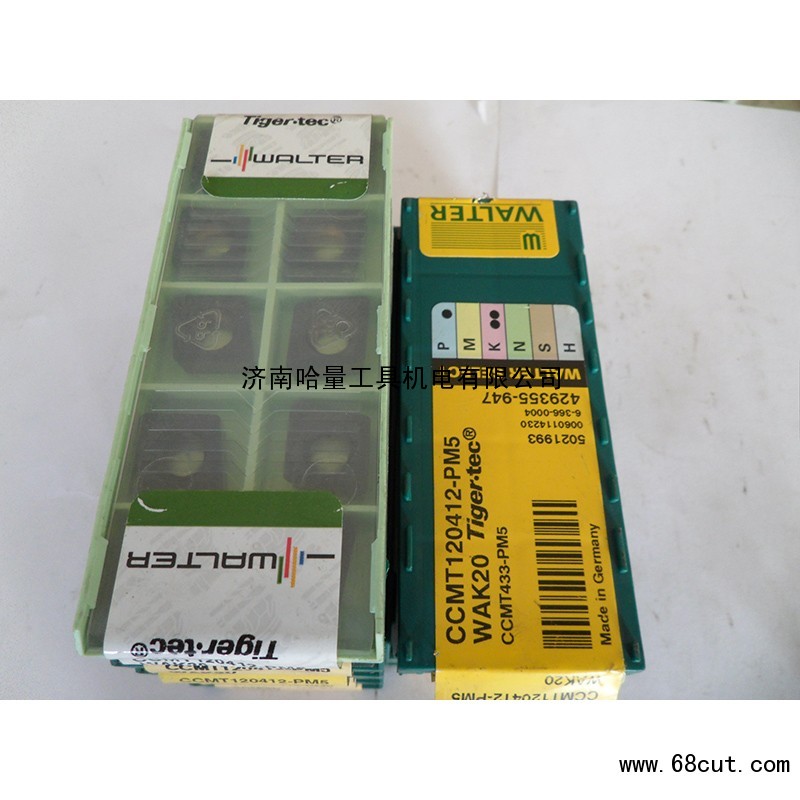 Tiger·tec®
WALTER
WALTER
Tiger·tec®
CCMT120412-PM5
WALTER
P M K N S H
WALTER
429355-947
6-366-0004
0060114230
5021993
CCMT120412-PM5
WAK20 Tiger·tec®
CCMT433-PM5
Made in Germany
WAK20
CCMT120412-PM5
济南哈量工具机电有限公司
www.68cut.com